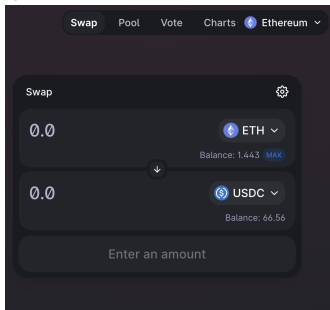 Swap Pool Vote Charts Ethereum
Swap
0.0 ETH
Balance: 1.443 MAX
0.0 USDC
Balance: 66.56
Enter an amount